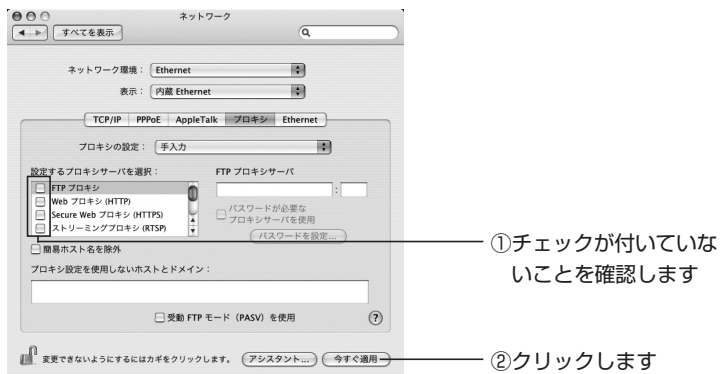 ネットワーク
すべてを表示
ネットワーク環境： Ethernet
表示： 内蔵 Ethernet
TCP/IP PPPoE AppleTalk プロキシ Ethernet
プロキシの設定： 手入力
設定するプロキシサーバを選択：
FTP プロキシ
Web プロキシ (HTTP)
Secure Web プロキシ (HTTPS)
ストリーミングプロキシ (RTSP)
FTP プロキシサーバ
:
パスワードが必要な
プロキシサーバを使用
パスワードを設定...
簡易ホスト名を除外
プロキシ設定を使用しないホストとドメイン：
受動 FTP モード（PASV）を使用
?
変更できないようにするにはカギをクリックします。 アシスタント... 今すぐ適用
①チェックが付いていな
いことを確認します
②クリックします